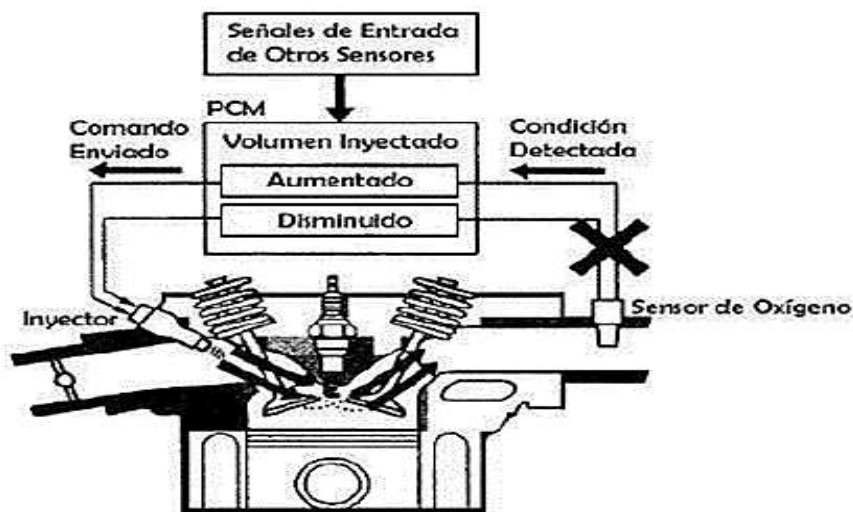 Señales de Entrada
de Otros Sensores
PCM
Comando
Enviado
Volumen Inyectado
Condición
Detectada
Aumentado
Disminuido
Inyector
Sensor de Oxígeno